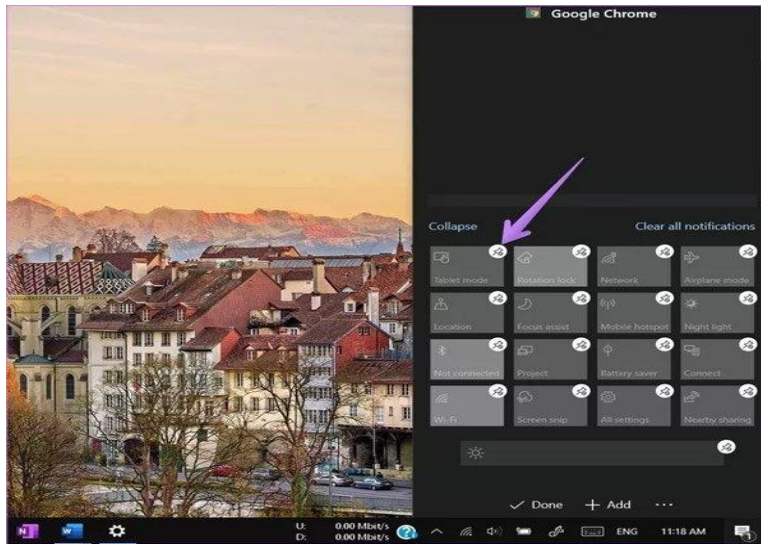 Google Chrome
Collapse Clear all notifications
Tablet mode Rotation lock Network Airplane mode
Location Focus assist Mobile hotspot Night light
Not connected Project Battery saver Connect
Wi-Fi Screen snip All settings Nearby sharing
Done + Add ...
U: 0.00 Mbit/s
D: 0.00 Mbit/s
N W ? ENG 11:18 AM 1